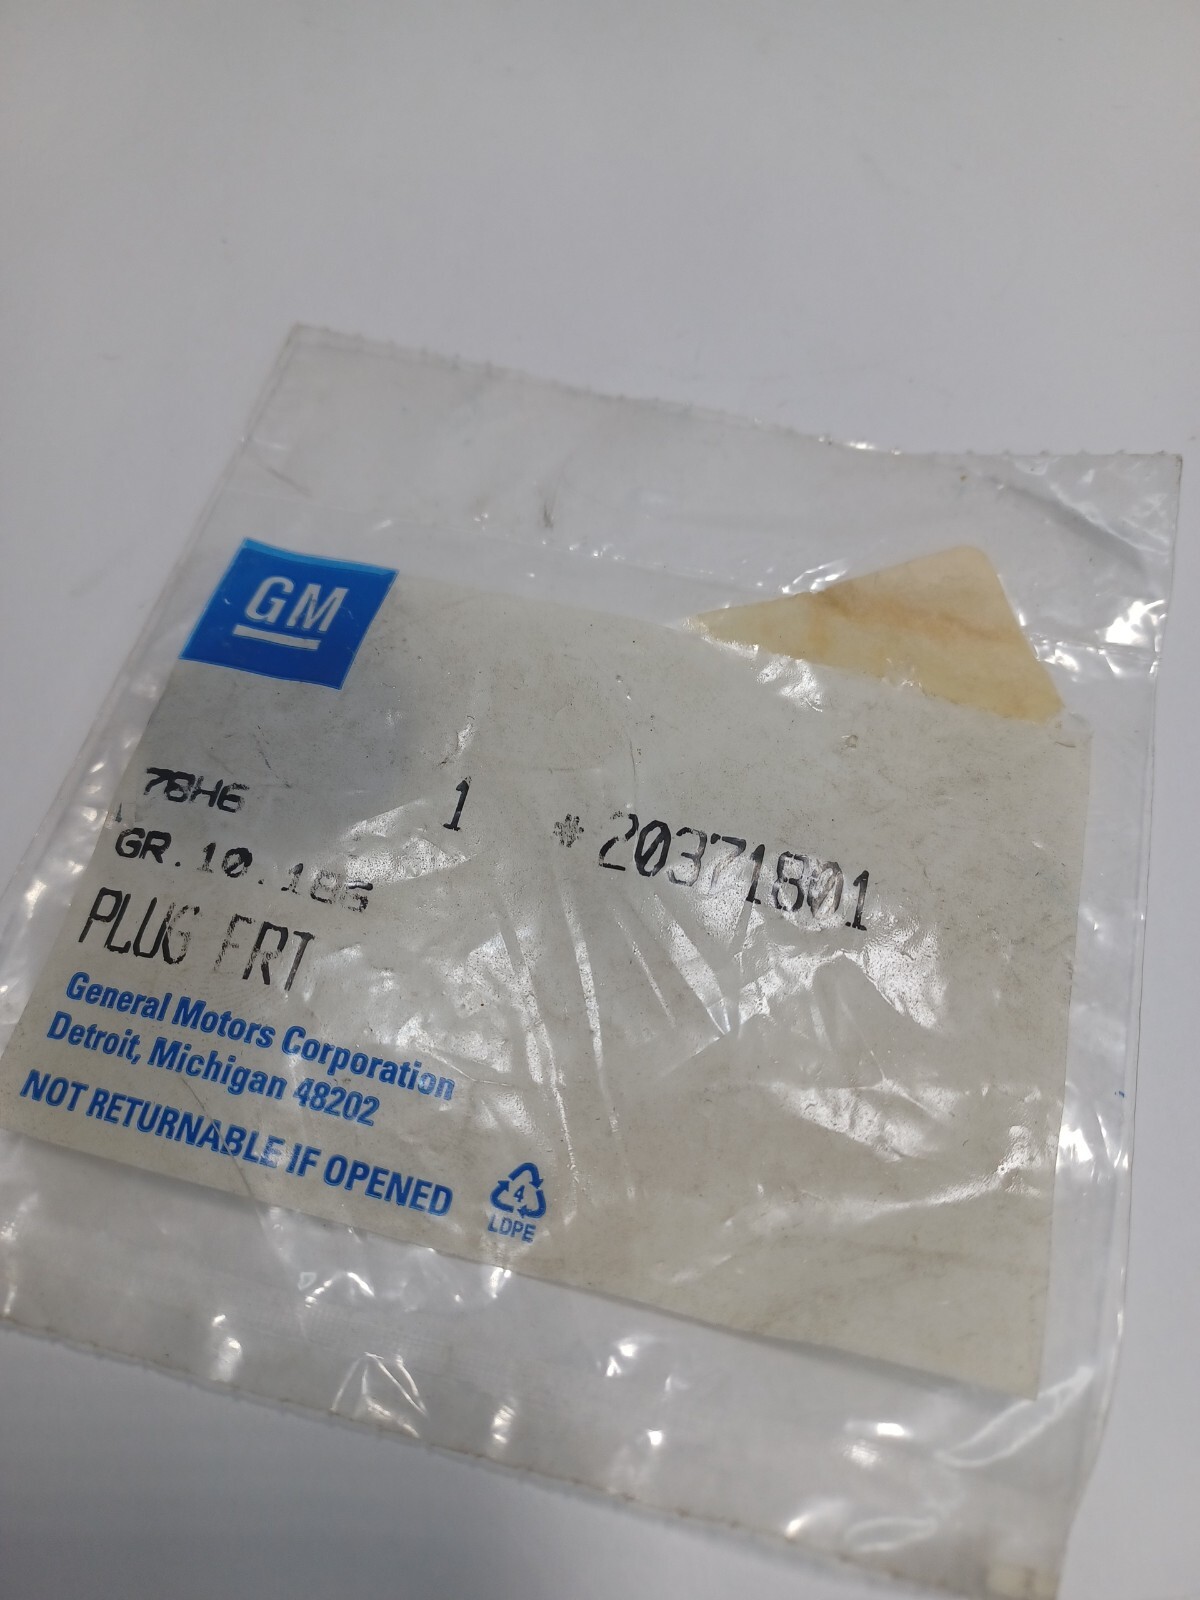 GM
78H6 1 *20371801
GR.10.186
PLUG FRT
General Motors Corporation
Detroit, Michigan 48202
NOT RETURNABLE IF OPENED
4
LDPE